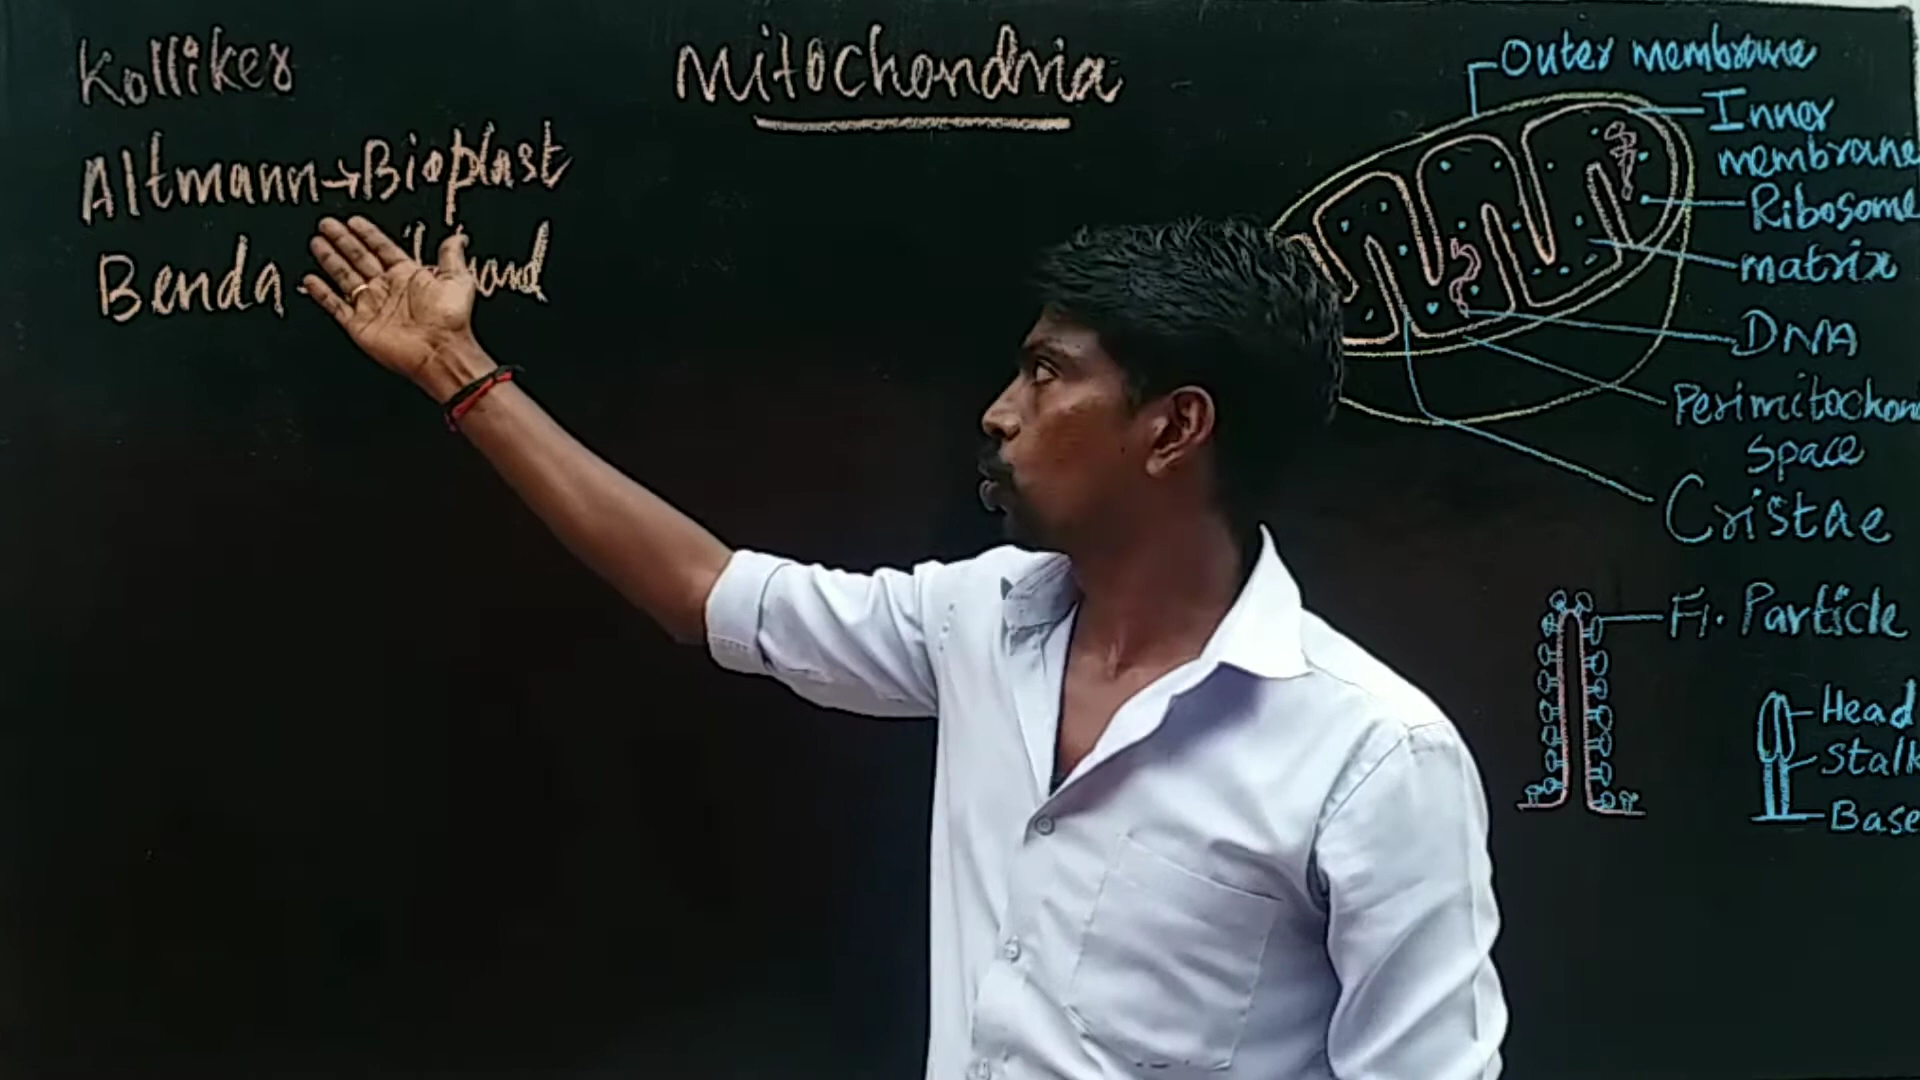 Kolliker
Mitochondria
Altmann→Bioplast
Benda
Outer membrane
Inner
membrane
Ribosome
matrix
DNA
Space
Cristae
F1. Particle
Head
Stalk
Base